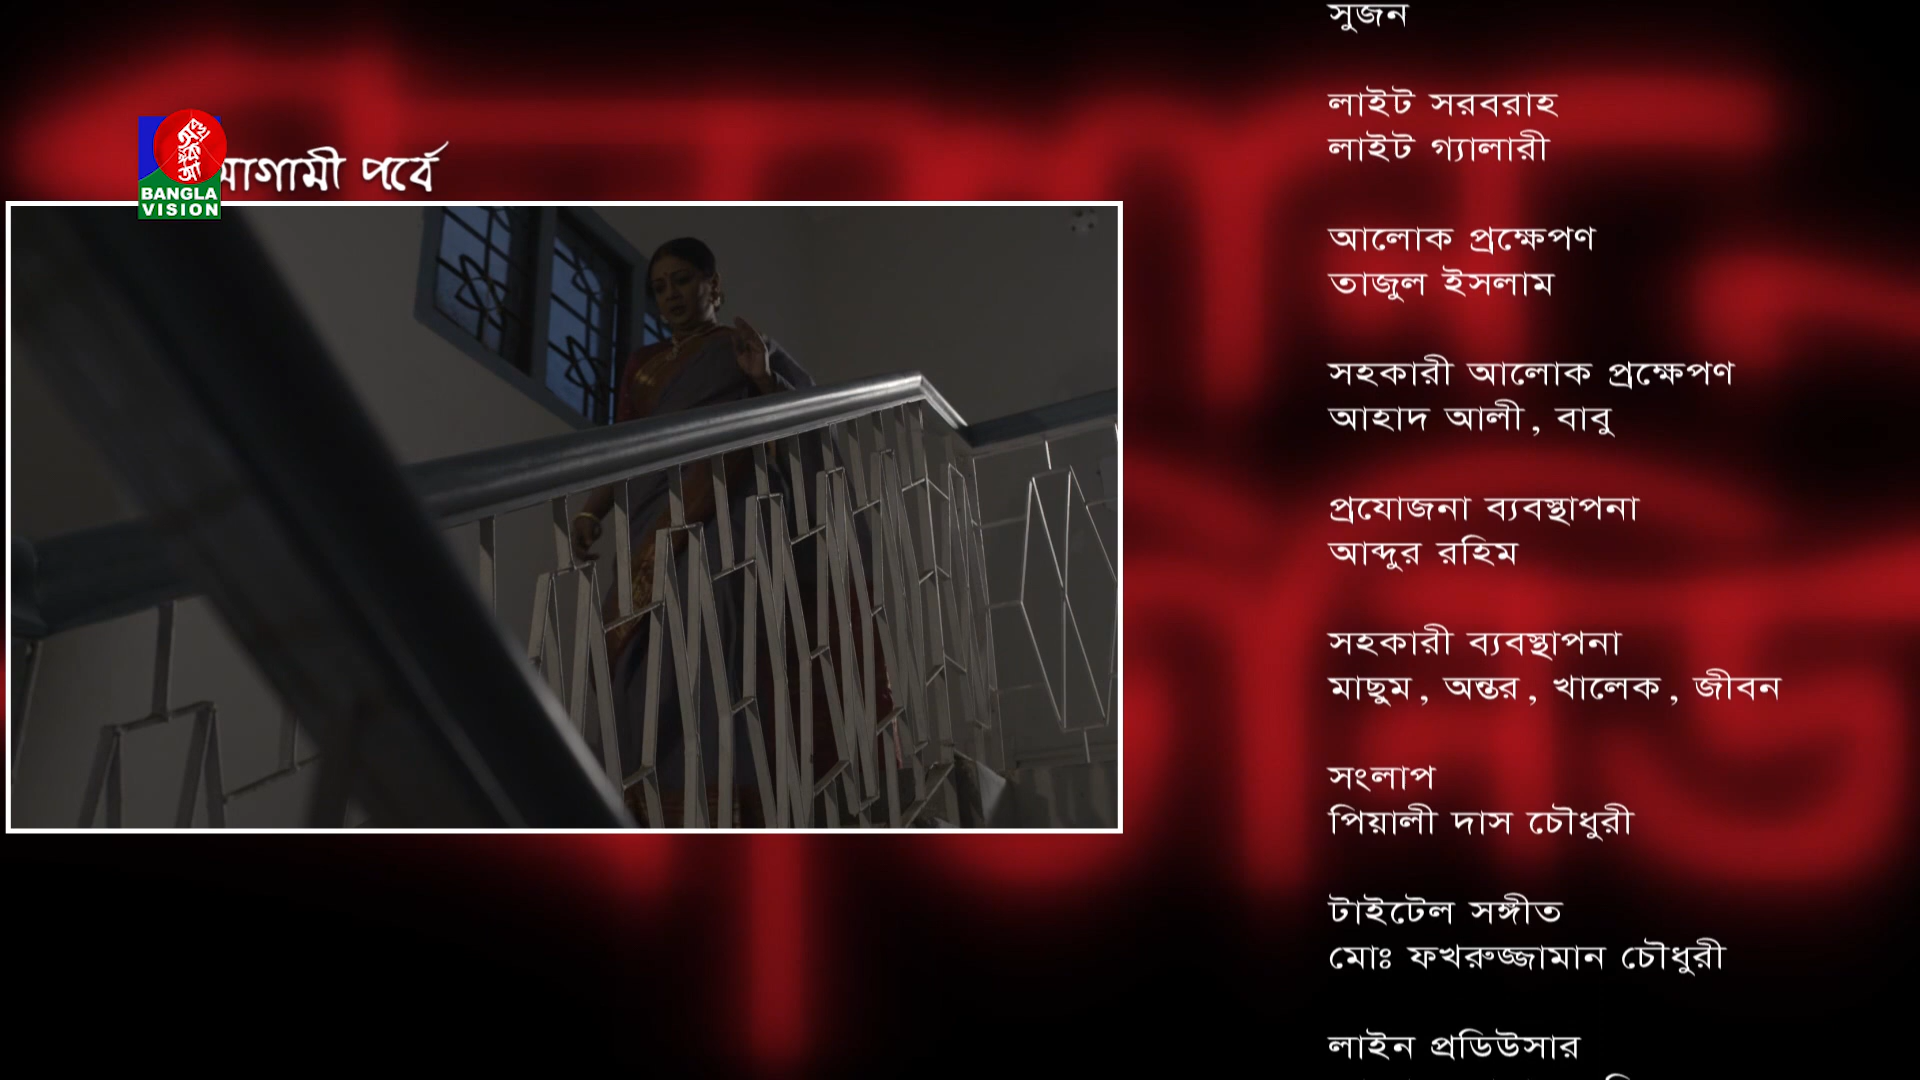 আগামী পর্বে
BANGLA
VISION
সুজন
লাইট সরবরাহ
লাইট গ্যালারী
আলোক প্রক্ষেপণ
তাজুল ইসলাম
সহকারী আলোক প্রক্ষেপণ
আহাদ আলী, বাবু
প্রযোজনা ব্যবস্থাপনা
আব্দুর রহিম
সহকারী ব্যবস্থাপনা
মাছুম, অন্তর, খালেক, জীবন
সংলাপ
পিয়ালী দাস চৌধুরী
টাইটেল সঙ্গীত
মোঃ ফখরুজ্জামান চৌধুরী
লাইন প্রডিউসার